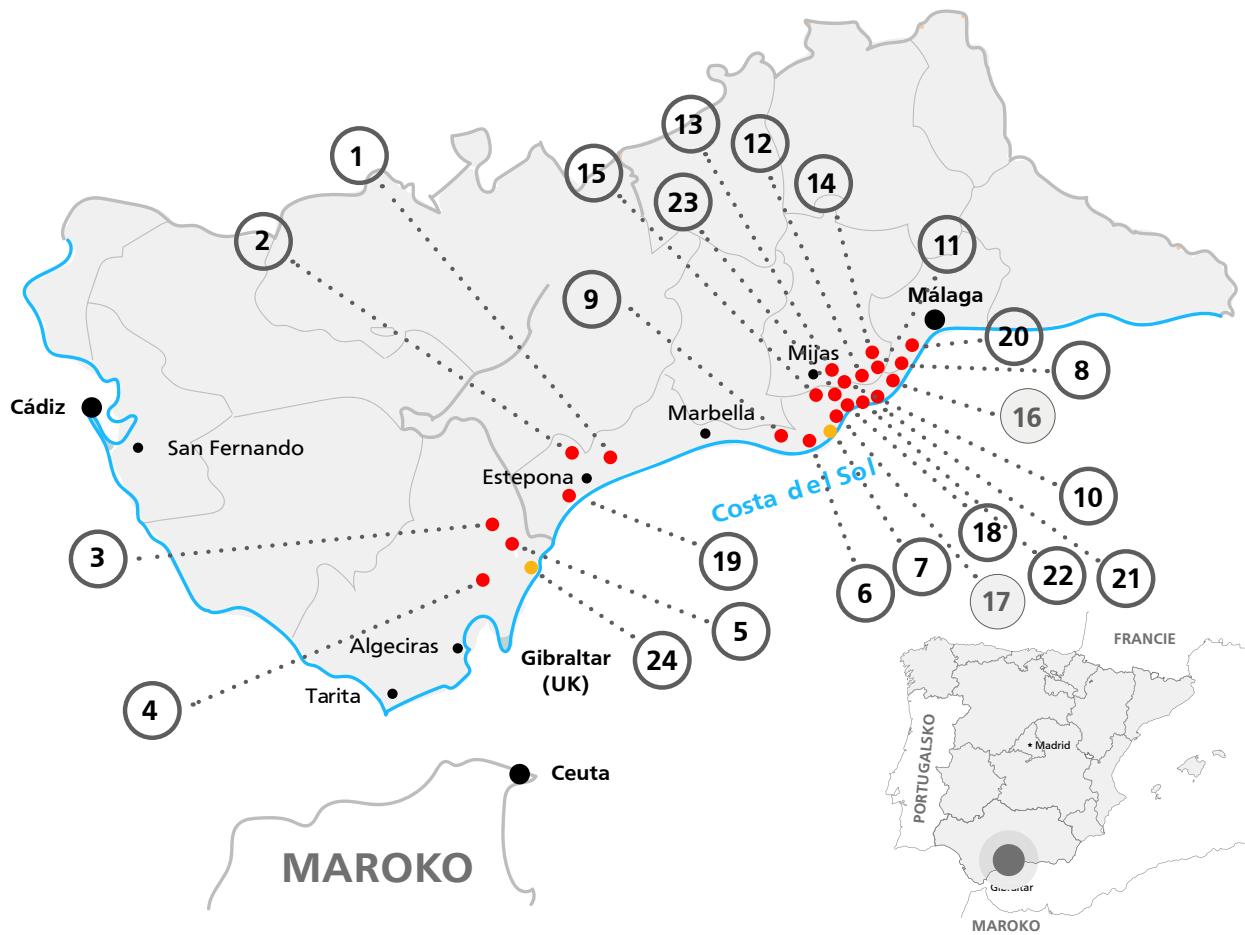 13
12
1
15
14
23
2
11
9
Málaga
20
Mijas
8
Cádiz
Marbella
16
San Fernando
Estepona
Costa del Sol
10
18
3
19
7
22
21
6
17
5
Algeciras
Gibraltar
(UK)
24
Tarita
4
FRANCIE
PORTUGALSKO
Madrid
Ceuta
MAROKO
Gibraltar
MAROKO